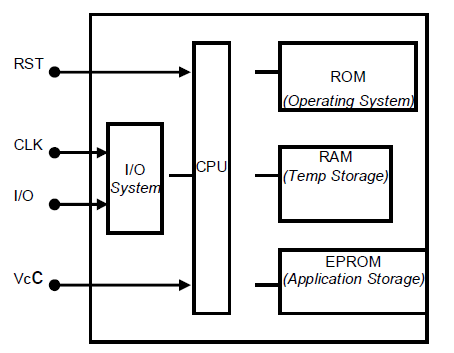 RST
CLK
I/O
VcC
I/O
System
CPU
ROM
(Operating System)
RAM
(Temp Storage)
EPROM
(Application Storage)